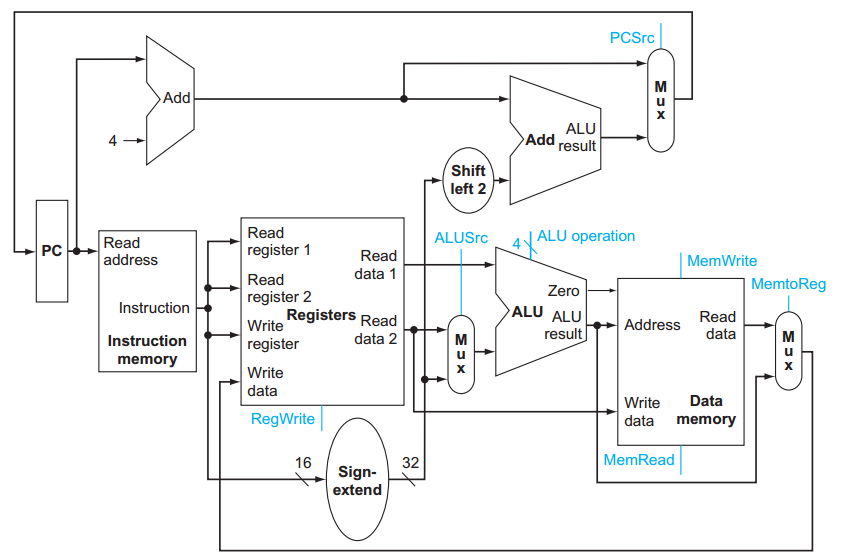 PCSrc
M
u
x
Add
4
Add
ALU
result
Shift
left 2
PC
Read
address
Instruction
Instruction
memory
Read
register 1
Read
register 2
Write
register
Write
data
Registers
Read
data 1
Read
data 2
RegWrite
ALUSrc
M
u
x
4
ALU operation
Zero
ALU
ALU
result
MemWrite
Address
Read
data
Write
data
Data
memory
MemRead
MemtoReg
M
u
x
16
Sign-
extend
32